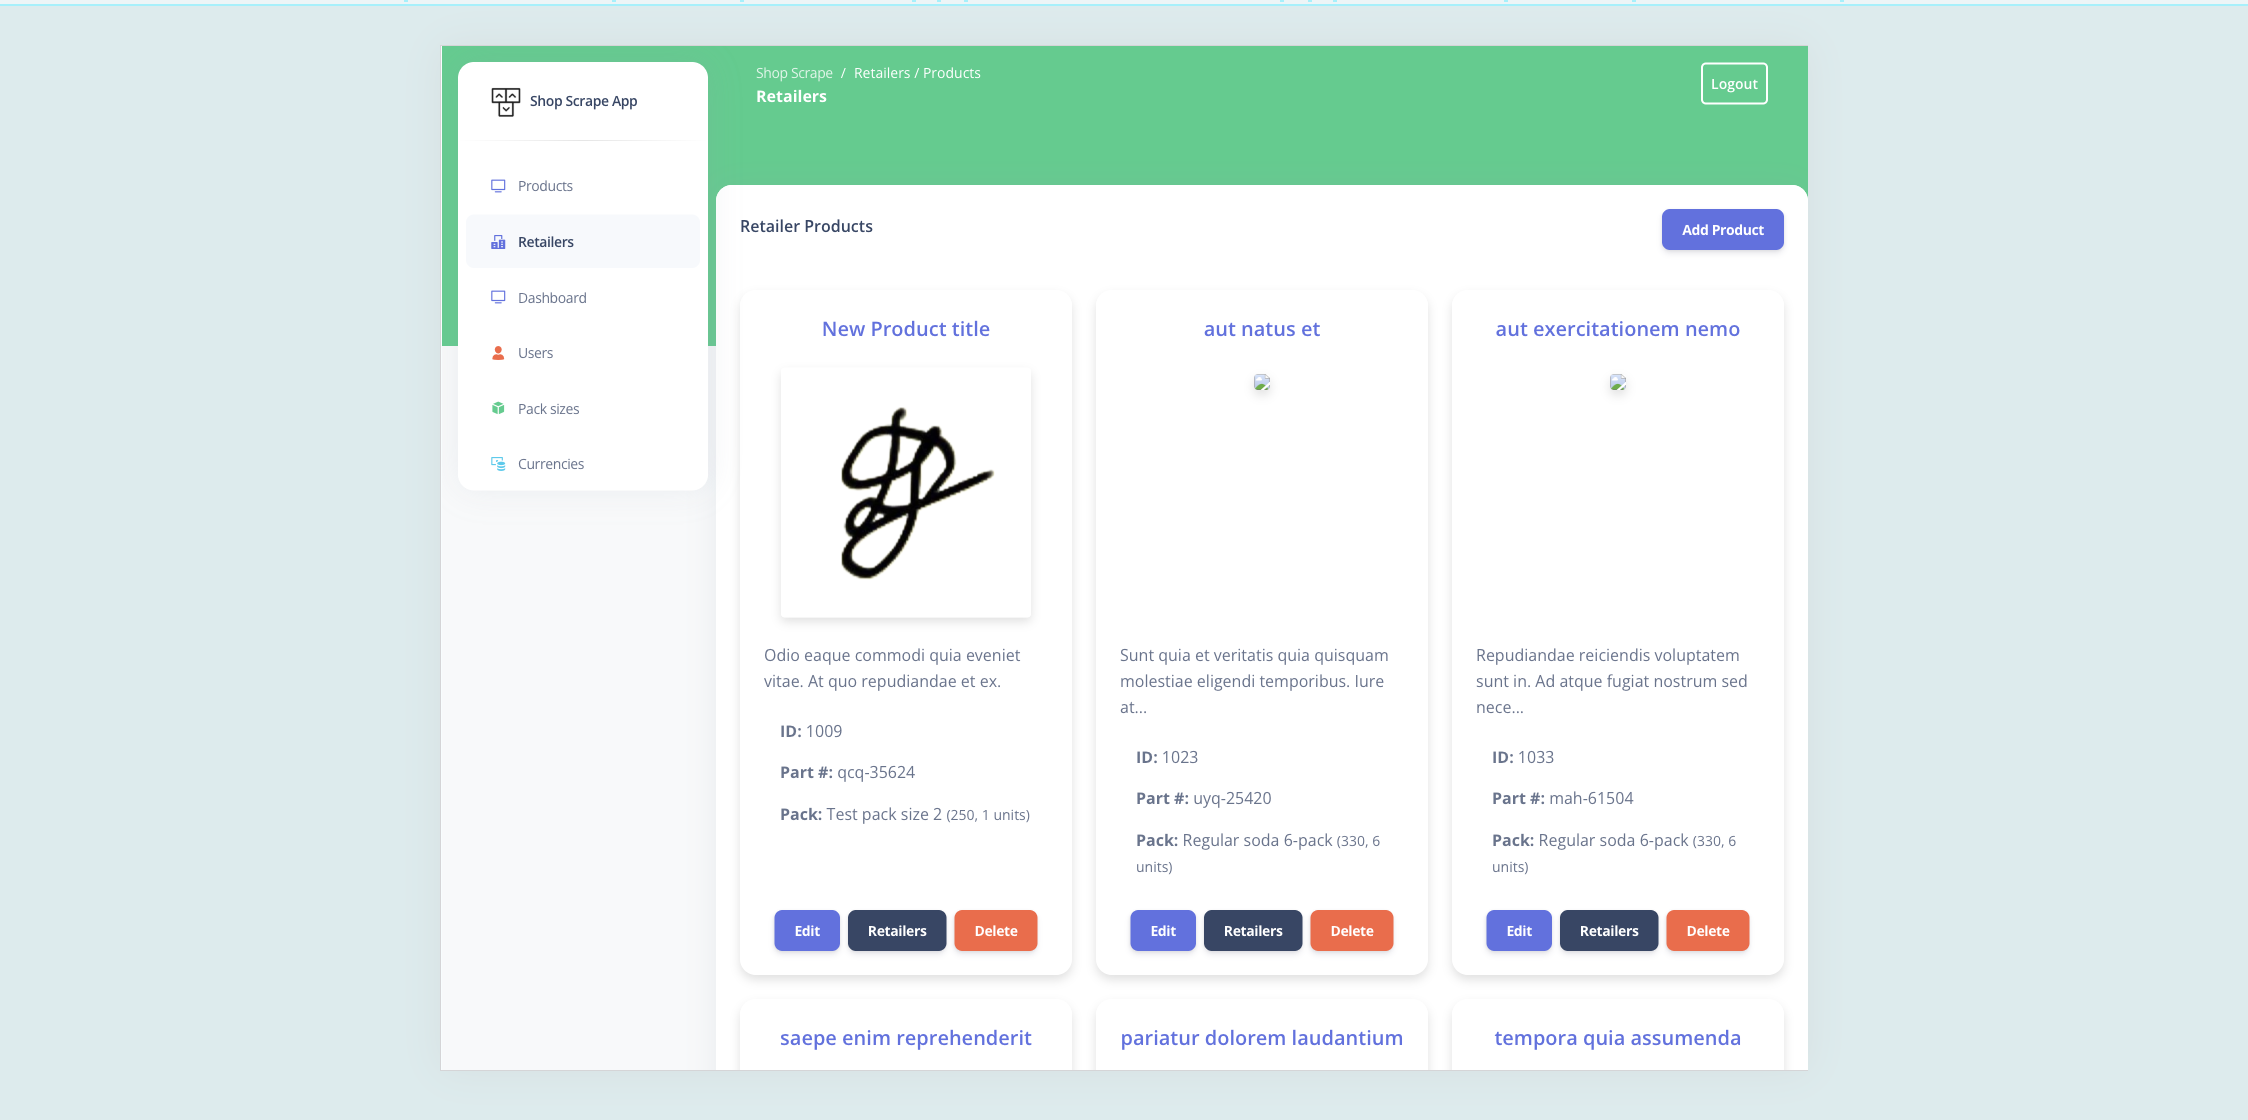 Shop Scrape App
Products
Retailers
Dashboard
Users
Pack sizes
Currencies
Shop Scrape / Retailers / Products
Retailers
Logout
Retailer Products
Add Product
New Product title
Odio eaque commodi quia eveniet
vitae. At quo repudiandae et ex.
ID: 1009
Part #: qcq-35624
Pack: Test pack size 2 (250, 1 units)
Edit Retailers Delete
aut natus et
Sunt quia et veritatis quia quisquam
molestiae eligendi temporibus. Iure
at...
ID: 1023
Part #: uyq-25420
Pack: Regular soda 6-pack (330, 6
units)
Edit Retailers Delete
aut exercitationem nemo
Repudiandae reiciendis voluptatem
sunt in. Ad atque fugiat nostrum sed
nece...
ID: 1033
Part #: mah-61504
Pack: Regular soda 6-pack (330, 6
units)
Edit Retailers Delete
saepe enim reprehenderit
pariatur dolorem laudantium
tempora quia assumenda